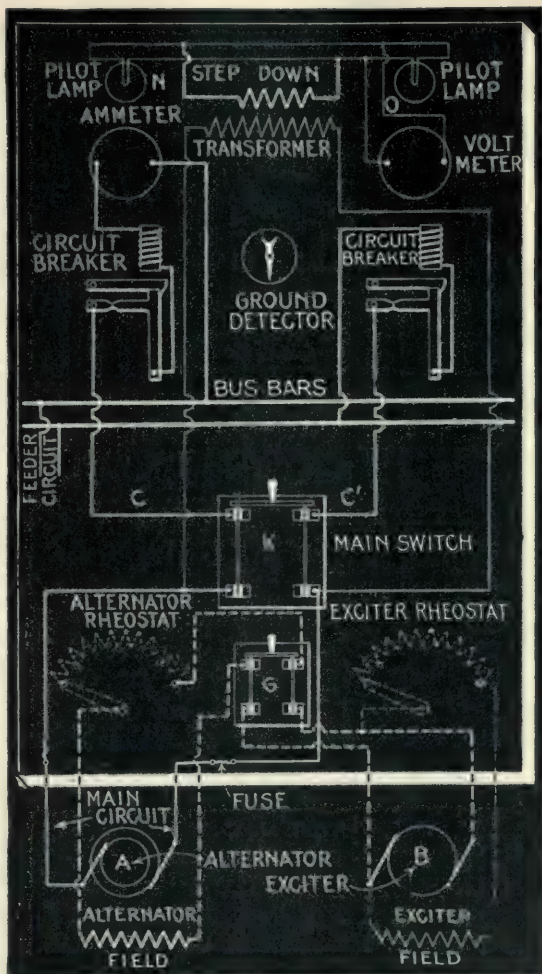 PILOT
LAMP
N
STEP DOWN
O
PILOT
LAMP
AMMETER
TRANSFORMER
VOLT
METER
CIRCUIT
BREAKER
GROUND
DETECTOR
CIRCUIT
BREAKER
BUS BARS
FEEDER
CIRCUIT
C
C'
K
MAIN SWITCH
ALTERNATOR
RHEOSTAT
EXCITER RHEOSTAT
G
MAIN
CIRCUIT
FUSE
A
ALTERNATOR
EXCITER
B
ALTERNATOR
FIELD
EXCITER
FIELD